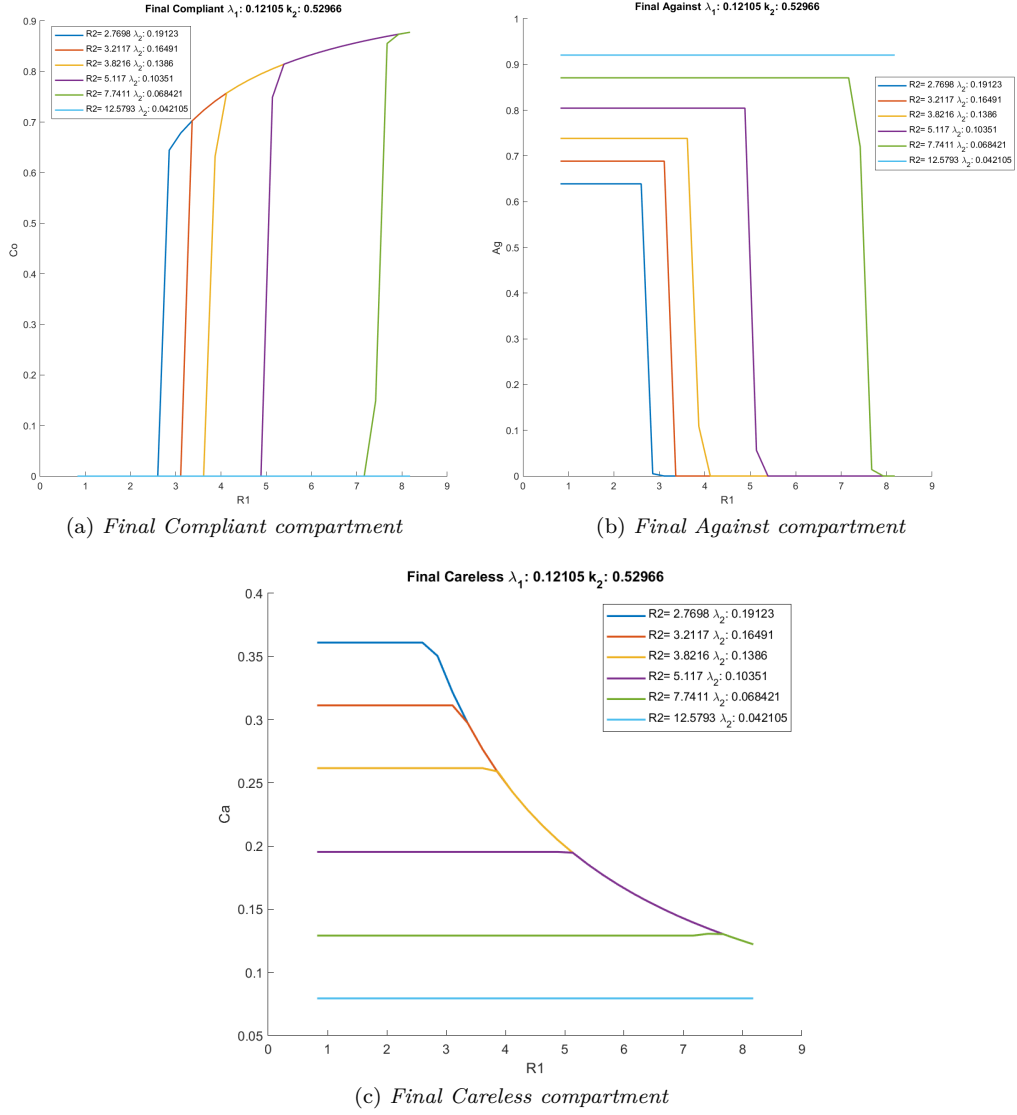 Final Compliant λ1: 0.12105 k2: 0.52966
0.9
0.8
0.7
0.6
0.5
0.4
0.3
0.2
0.1
0
Co
R2= 2.7698 λ2: 0.19123
R2= 3.2117 λ2: 0.16491
R2= 3.8216 λ2: 0.1386
R2= 5.117 λ2: 0.10351
R2= 7.7411 λ2: 0.068421
R2= 12.5793 λ2: 0.042105
0 1 2 3 4 5 6 7 8 9
R1
(a) Final Compliant compartment
Final Against λ1: 0.12105 k2: 0.52966
1
0.9
0.8
0.7
0.6
0.5
0.4
0.3
0.2
0.1
0
Ag
R2= 2.7698 λ2: 0.19123
R2= 3.2117 λ2: 0.16491
R2= 3.8216 λ2: 0.1386
R2= 5.117 λ2: 0.10351
R2= 7.7411 λ2: 0.068421
R2= 12.5793 λ2: 0.042105
0 1 2 3 4 5 6 7 8 9
R1
(b) Final Against compartment
Final Careless λ1: 0.12105 k2: 0.52966
0.4
0.35
0.3
0.25
0.2
0.15
0.1
0.05
Ca
R2= 2.7698 λ2: 0.19123
R2= 3.2117 λ2: 0.16491
R2= 3.8216 λ2: 0.1386
R2= 5.117 λ2: 0.10351
R2= 7.7411 λ2: 0.068421
R2= 12.5793 λ2: 0.042105
0 1 2 3 4 5 6 7 8 9
R1
(c) Final Careless compartment